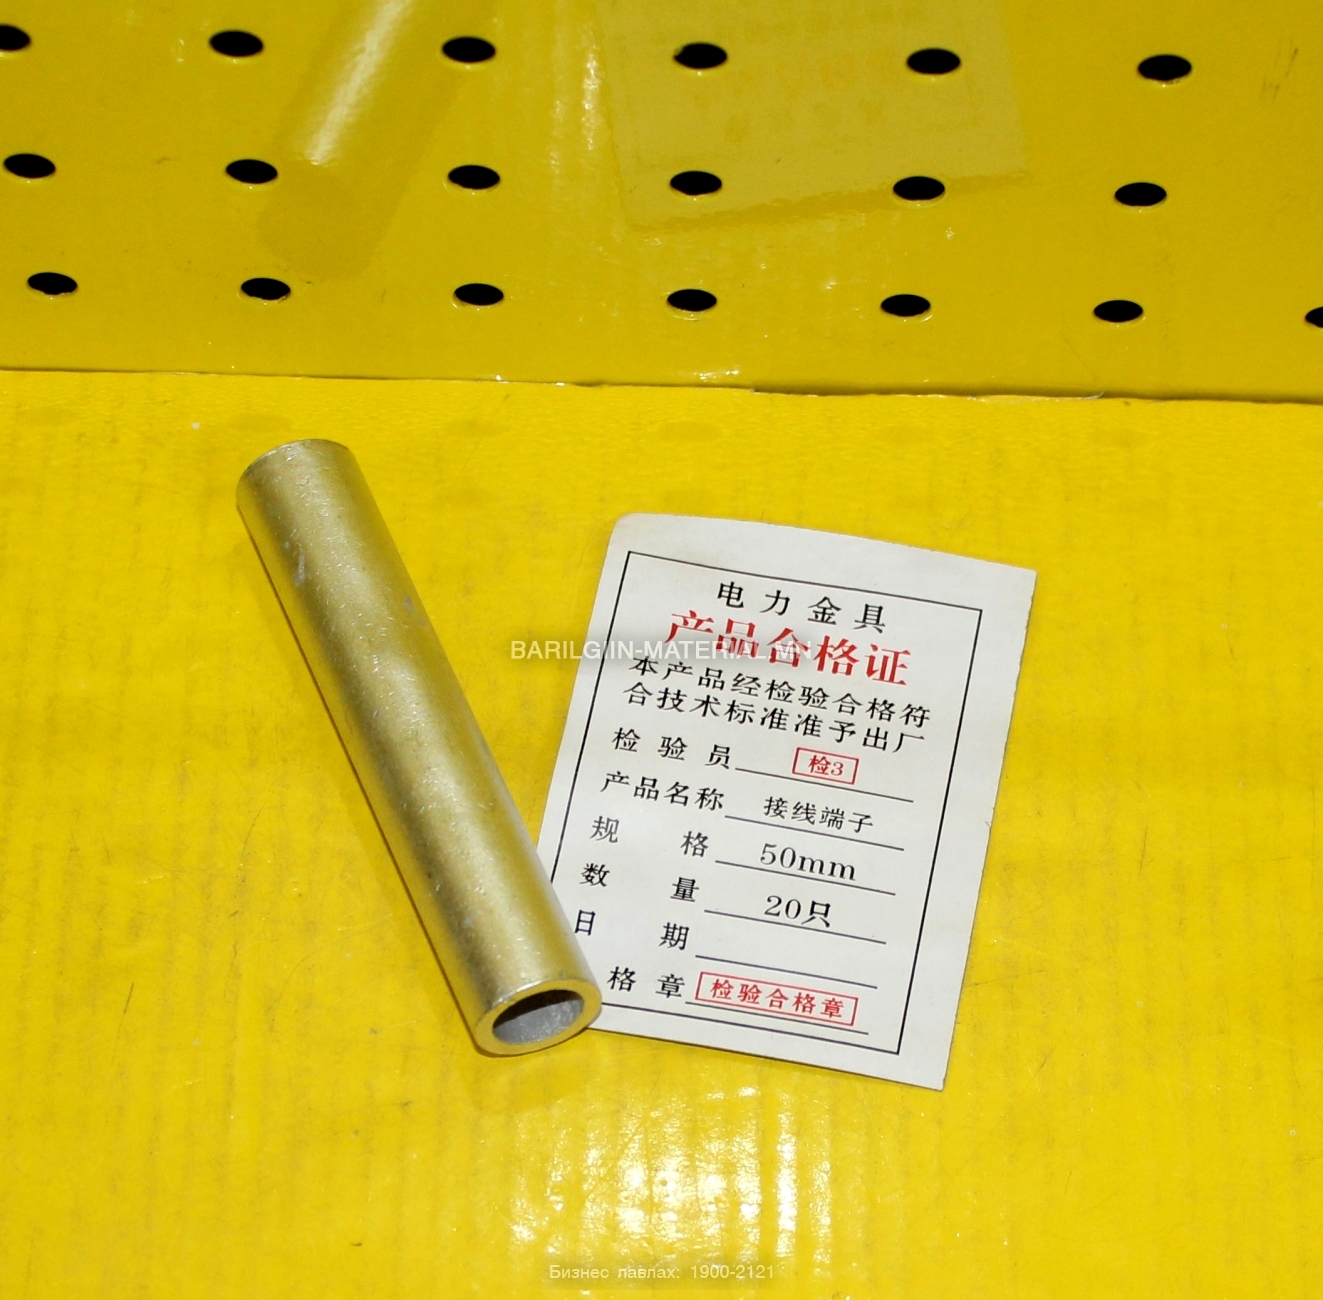 电力金具
产品合格证
BARILGIIN-MATERIAL.MN
本产品经检验合格符
合技术标准准予出厂
检验员 检3
产品名称 接线端子
规格 50mm
数量 20只
日期
格章 检验合格章
Бизнес лавлах: 1900-2121